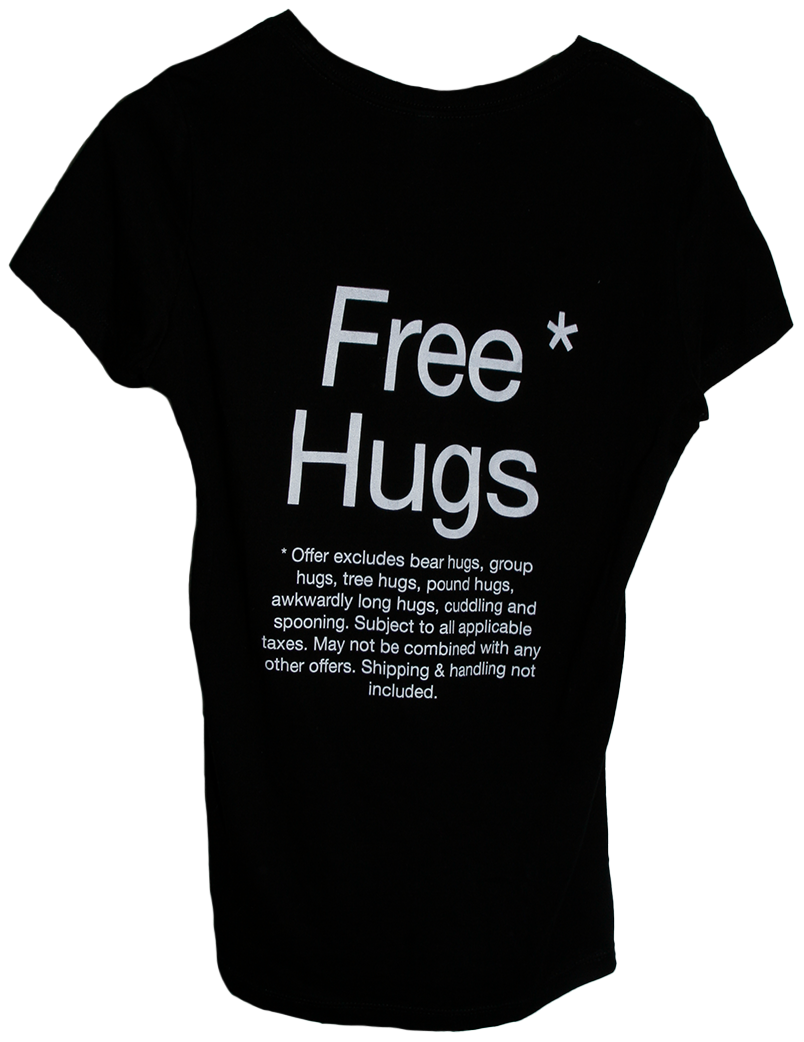 Free *
Hugs
* Offer excludes bear hugs, group
hugs, tree hugs, pound hugs,
awkwardly long hugs, cuddling and
spooning. Subject to all applicable
taxes. May not be combined with any
other offers. Shipping & handling not
included.